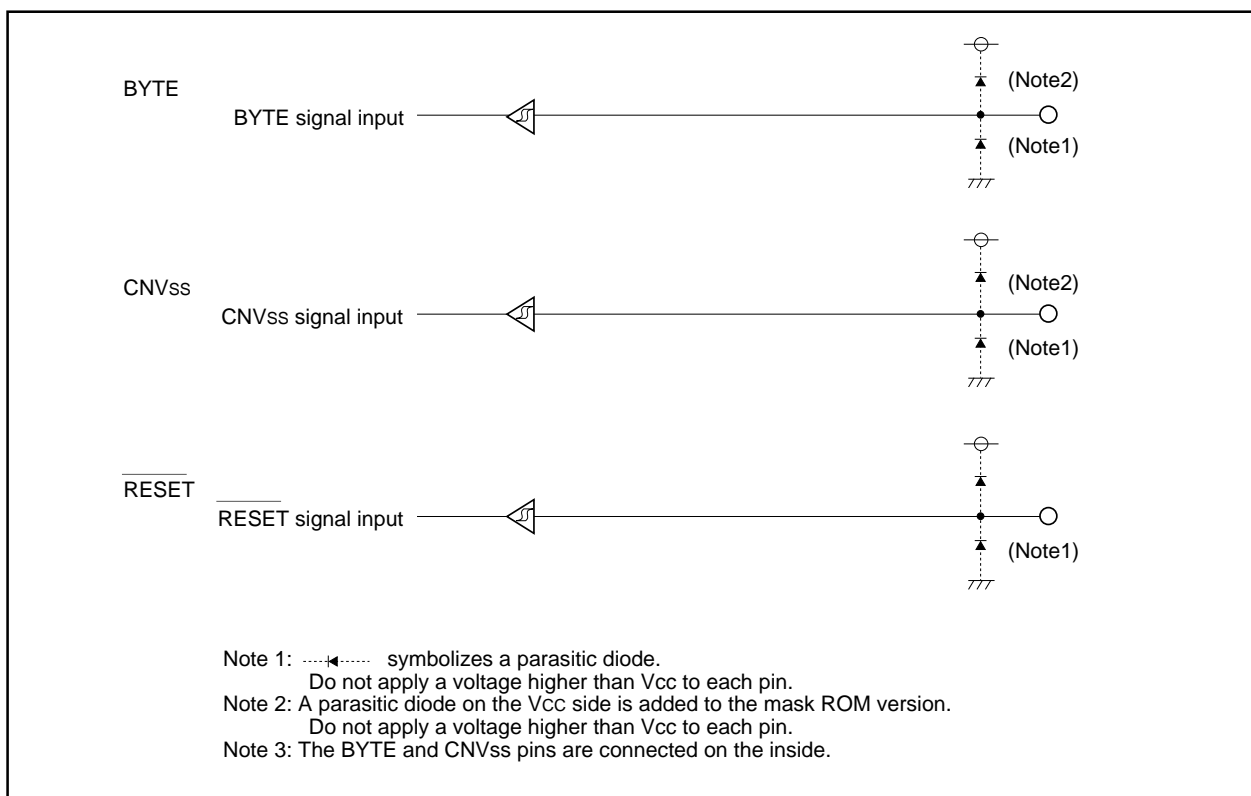 BYTE
BYTE signal input
(Note2)
(Note1)
CNVss
CNVss signal input
(Note2)
(Note1)
RESET
RESET signal input
(Note1)
Note 1: symbolizes a parasitic diode.
Do not apply a voltage higher than Vcc to each pin.
Note 2: A parasitic diode on the VCC side is added to the mask ROM version.
Do not apply a voltage higher than Vcc to each pin.
Note 3: The BYTE and CNVss pins are connected on the inside.